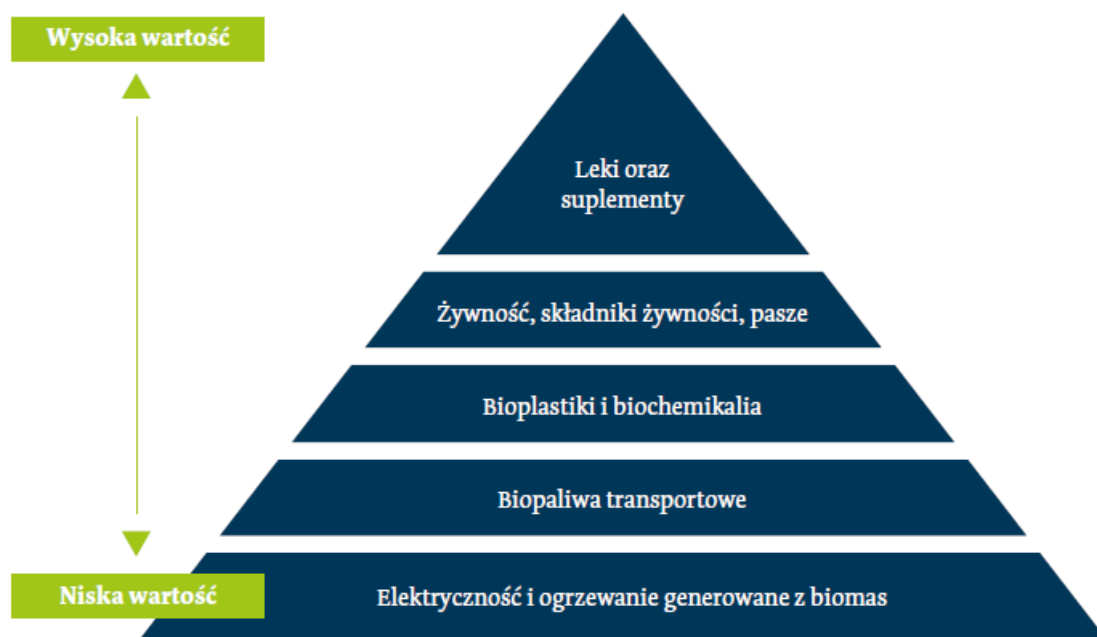 Wysoka wartość
Leki oraz
suplementy
Żywność, składniki żywności, pasze
Bioplastiki i biochemikalia
Biopaliwa transportowe
Niska wartość
Elektryczność i ogrzewanie generowane z biomas